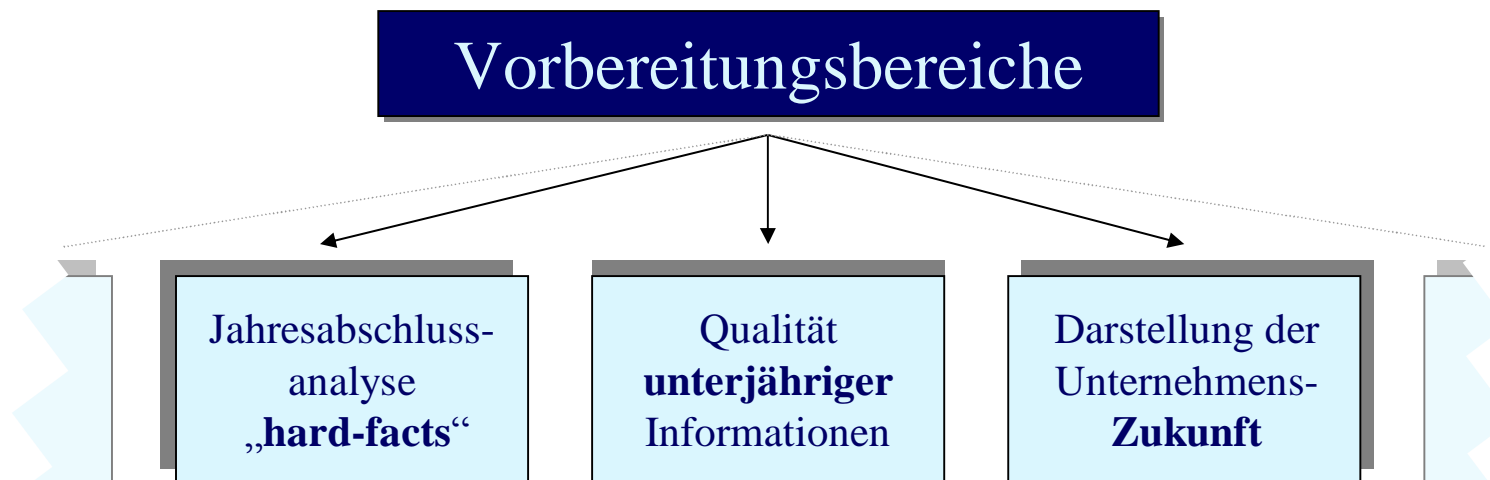 Vorbereitungsbereiche
Jahresabschluss-
analyse
„hard-facts“
Qualität
unterjähriger
Informationen
Darstellung der
Unternehmens-
Zukunft